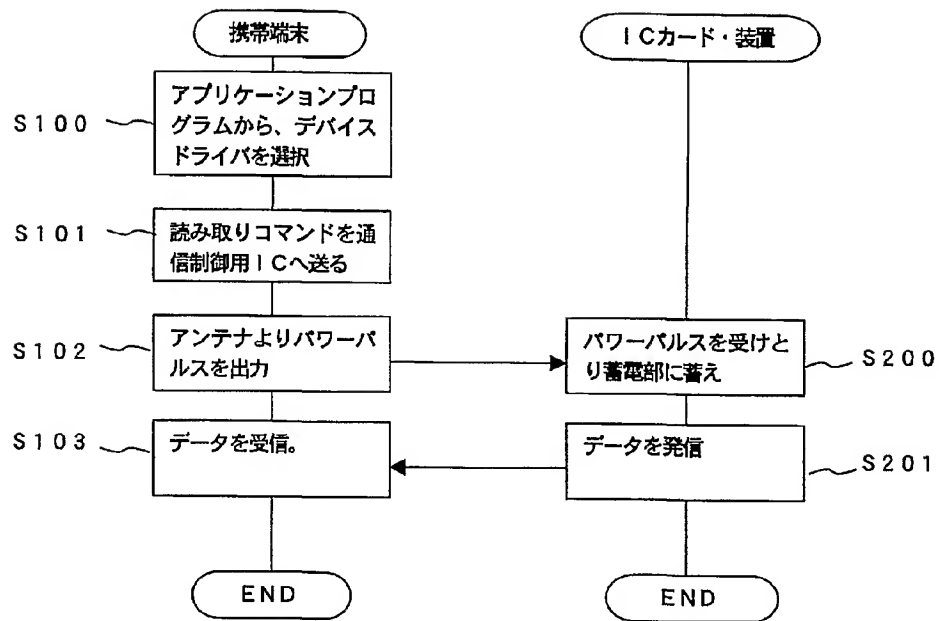 携帯端末
ICカード・装置
S100
アプリケーションプロ
グラムから、デバイス
ドライバを選択
S101
読み取りコマンドを通
信制御用ICへ送る
S102
アンテナよりパワーパ
ルスを出力
パワーパルスを受けと
り蓄電部に蓄え
S200
S103
データを受信。
データを発信
S201
END
END